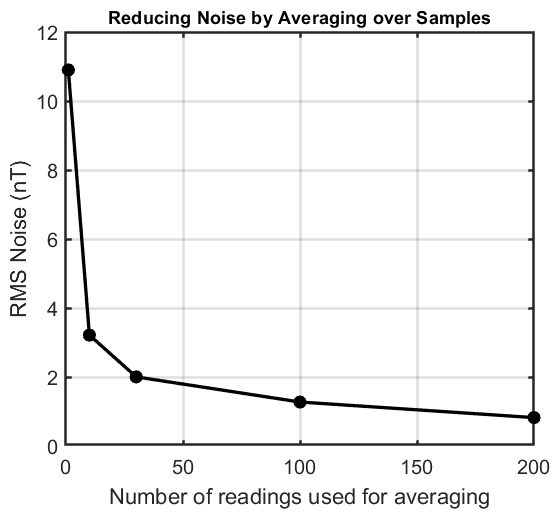 Reducing Noise by Averaging over Samples
12
10
8
6
4
2
0
RMS Noise (nT)
0 50 100 150 200
Number of readings used for averaging